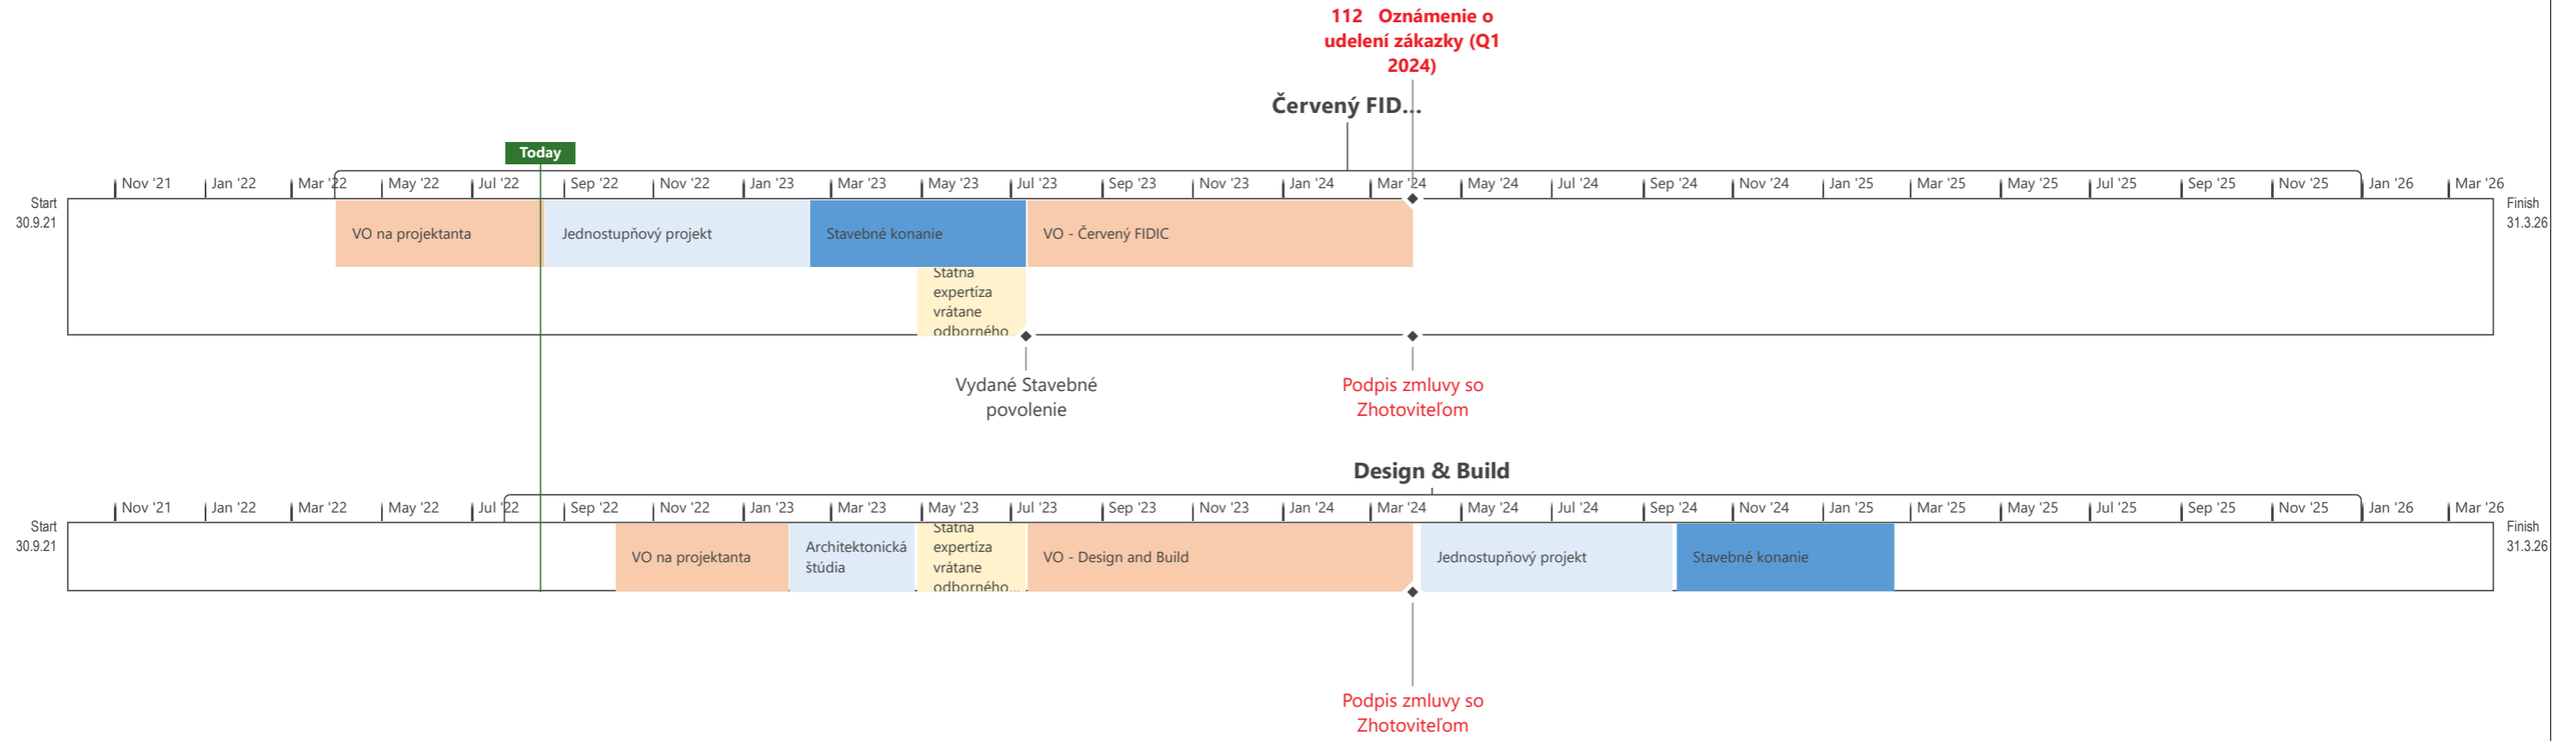 112 Oznámenie o
udelení zákazky (Q1
2024)
Červený FID...
Today
Nov '21 Jan '22 Mar '22 May '22 Jul '22 Sep '22 Nov '22 Jan '23 Mar '23 May '23 Jul '23 Sep '23 Nov '23 Jan '24 Mar '24 May '24 Jul '24 Sep '24 Nov '24 Jan '25 Mar '25 May '25 Jul '25 Sep '25 Nov '25 Jan '26 Mar '26
Start
30.9.21
VO na projektanta
Jednostupňový projekt
Stavebné konanie
VO - Červený FIDIC
Finish
31.3.26
Štátna
expertíza
vrátane
odborného
Vydané Stavebné
povolenie
Podpis zmluvy so
Zhotoviteľom
Design & Build
Nov '21 Jan '22 Mar '22 May '22 Jul '22 Sep '22 Nov '22 Jan '23 Mar '23 May '23 Jul '23 Sep '23 Nov '23 Jan '24 Mar '24 May '24 Jul '24 Sep '24 Nov '24 Jan '25 Mar '25 May '25 Jul '25 Sep '25 Nov '25 Jan '26 Mar '26
Start
30.9.21
VO na projektanta
Architektonická
štúdia
Štátna
expertíza
vrátane
odborného...
VO - Design and Build
Jednostupňový projekt
Stavebné konanie
Finish
31.3.26
Podpis zmluvy so
Zhotoviteľom